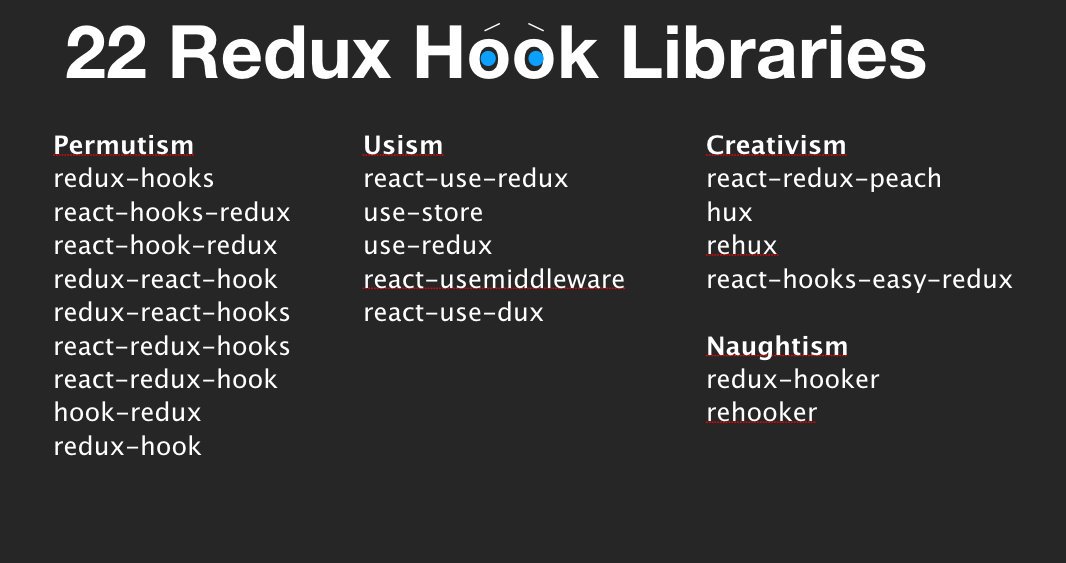 22 Redux Hook Libraries
Permutism
redux-hooks
react-hooks-redux
react-hook-redux
redux-react-hook
redux-react-hooks
react-redux-hooks
react-redux-hook
hook-redux
redux-hook
Usism
react-use-redux
use-store
use-redux
react-usemiddleware
react-use-dux
Creativism
react-redux-peach
hux
rehux
react-hooks-easy-redux
Naughtism
redux-hooker
rehooker